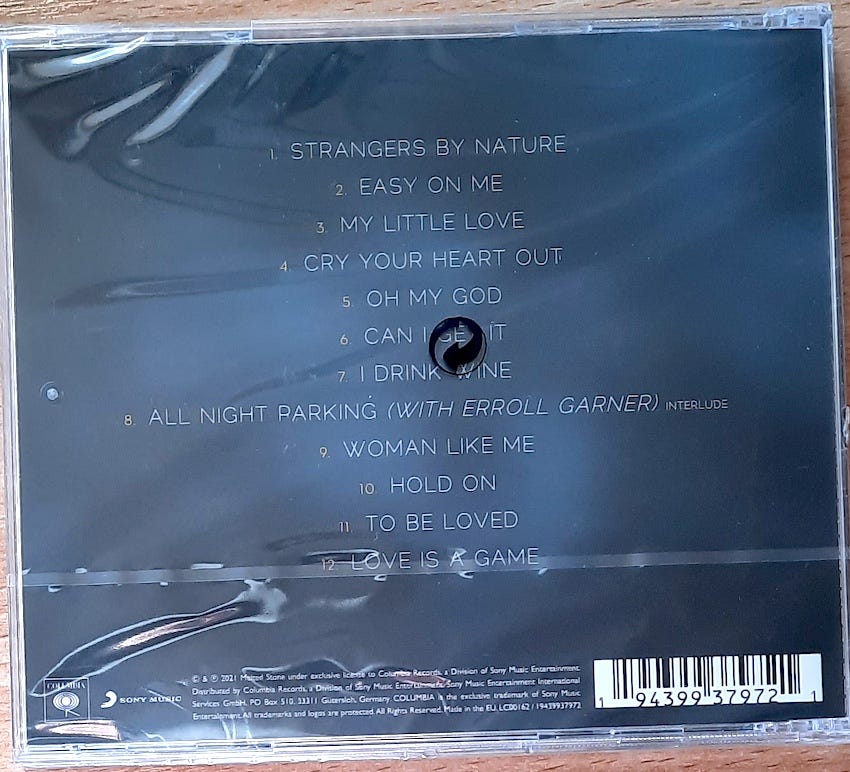 1. STRANGERS BY NATURE
2. EASY ON ME
3. MY LITTLE LOVE
4. CRY YOUR HEART OUT
5. OH MY GOD
6. CAN I GET IT
7. I DRINK WINE
8. ALL NIGHT PARKING (WITH ERROLL GARNER) INTERLUDE
9. WOMAN LIKE ME
10. HOLD ON
11. TO BE LOVED
12. LOVE IS A GAME
COLUMBIA
SONY MUSIC
© & ℗ 2021 Melted Stone under exclusive license to Columbia Records, a Division of Sony Music Entertainment.
Distributed by Columbia Records, a Division of Sony Music Entertainment. Sony Music Entertainment International
Services GmbH, PO Box 510, 33311 Gütersloh, Germany. COLUMBIA is the exclusive trademark of Sony Music
Entertainment. All trademarks and logos are protected. All Rights Reserved. Made in the EU. LC00162 / 19439937972
1 94399 37972 1